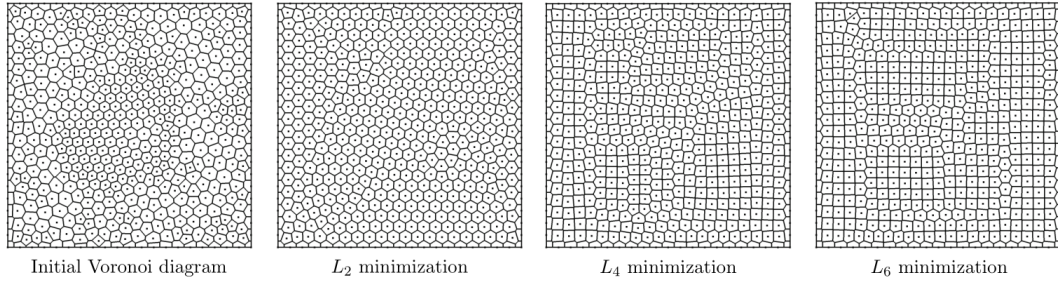 Initial Voronoi diagram
L₂ minimization
L₄ minimization
L₆ minimization